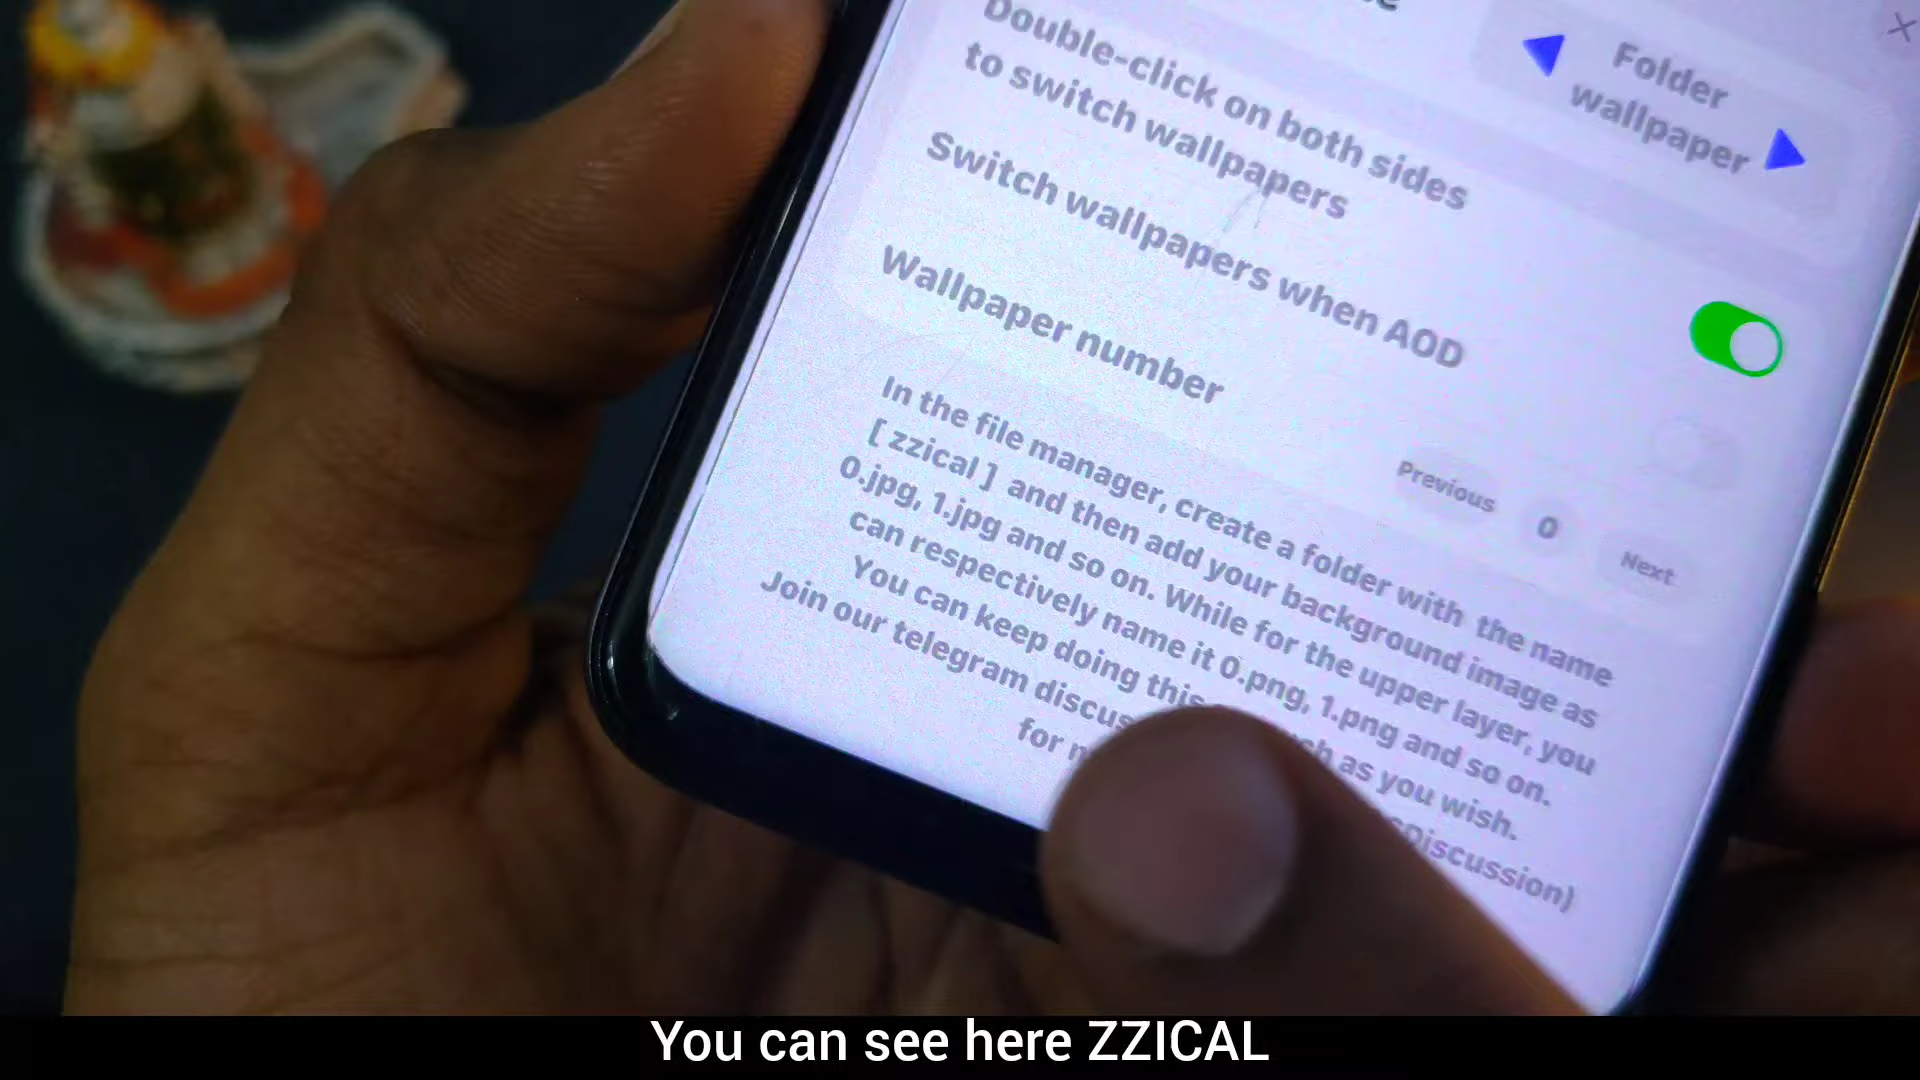 Folder
wallpaper
Double-click on both sides
to switch wallpapers
Switch wallpapers when AOD
Wallpaper number
Previous 0 Next
In the file manager, create a folder with the name
[ zzical ] and then add your background image as
0.jpg, 1.jpg and so on. While for the upper layer, you
can respectively name it 0.png, 1.png and so on.
You can keep doing this as you wish.
Join our telegram Discussion)
for
You can see here ZZICAL